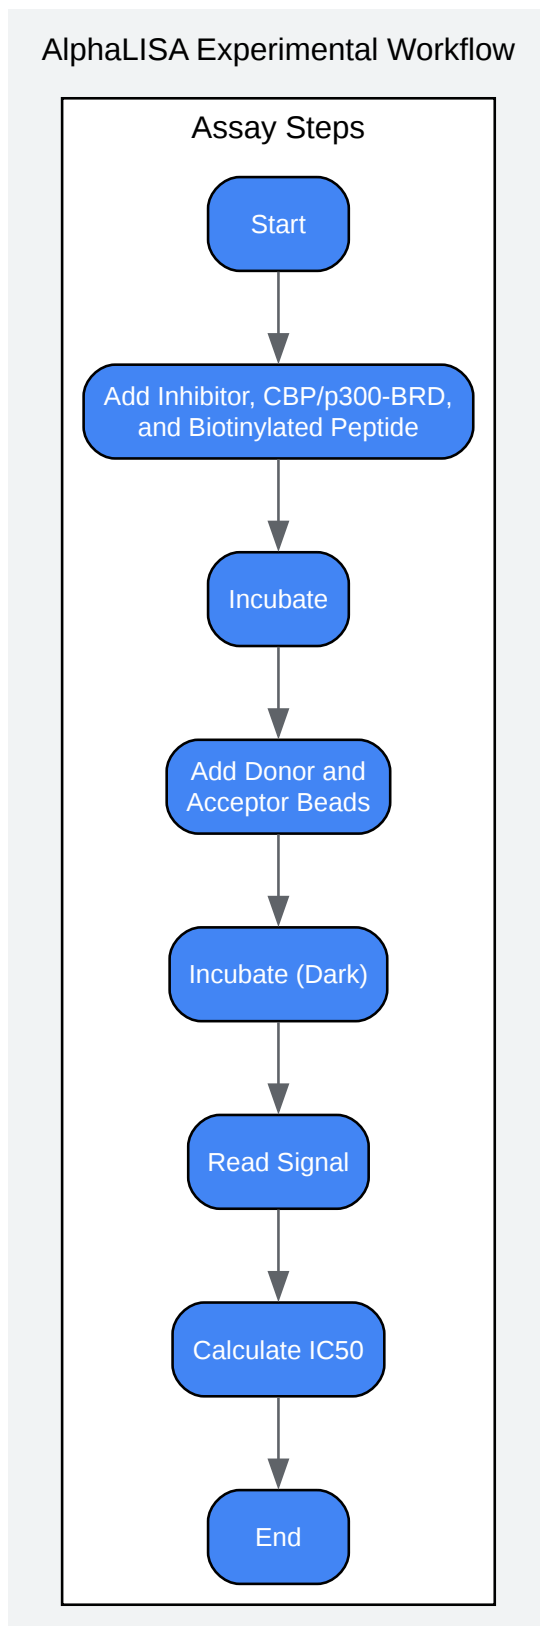 AlphaLISA Experimental Workflow
Assay Steps
Start
Add Inhibitor, CBP/p300-BRD,
and Biotinylated Peptide
Incubate
Add Donor and
Acceptor Beads
Incubate (Dark)
Read Signal
Calculate IC50
End